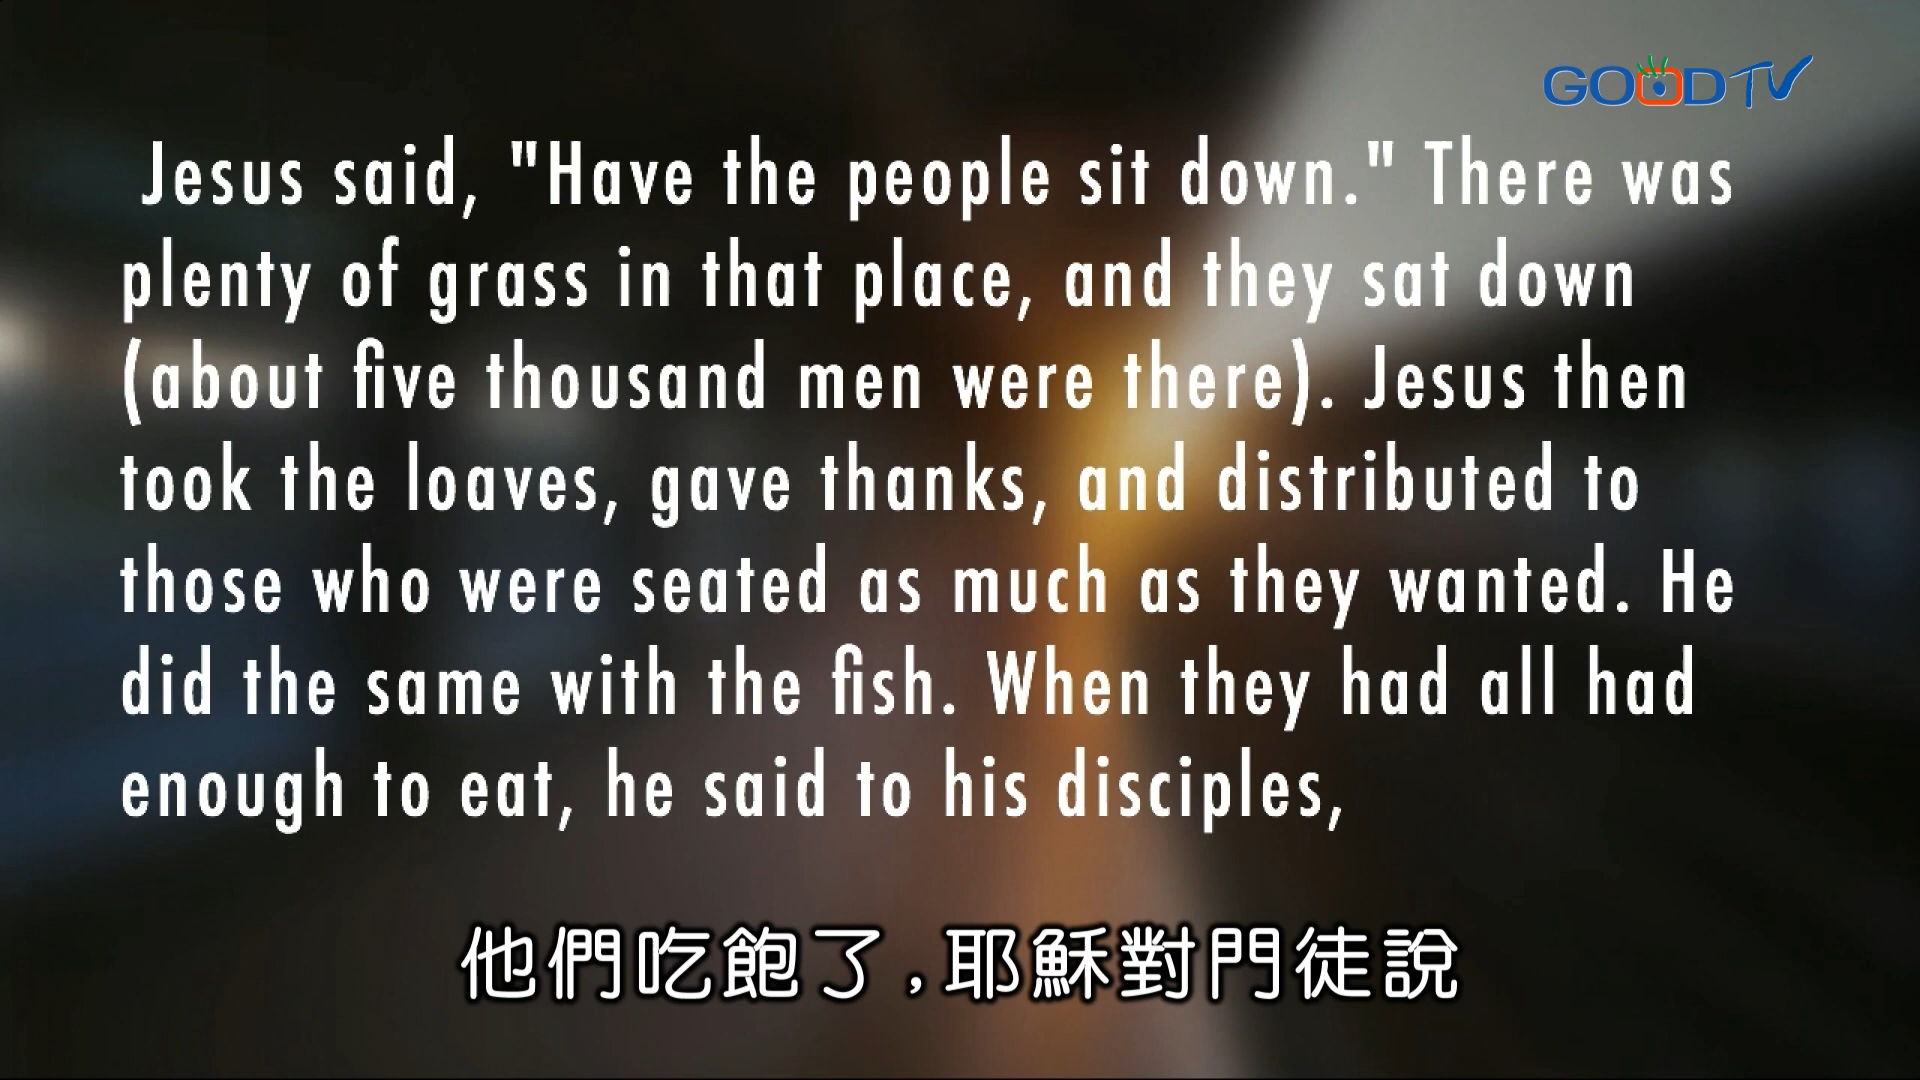 GOODTV
Jesus said, "Have the people sit down." There was
plenty of grass in that place, and they sat down
(about five thousand men were there). Jesus then
took the loaves, gave thanks, and distributed to
those who were seated as much as they wanted. He
did the same with the fish. When they had all had
enough to eat, he said to his disciples,
他們吃飽了,耶穌對門徒說